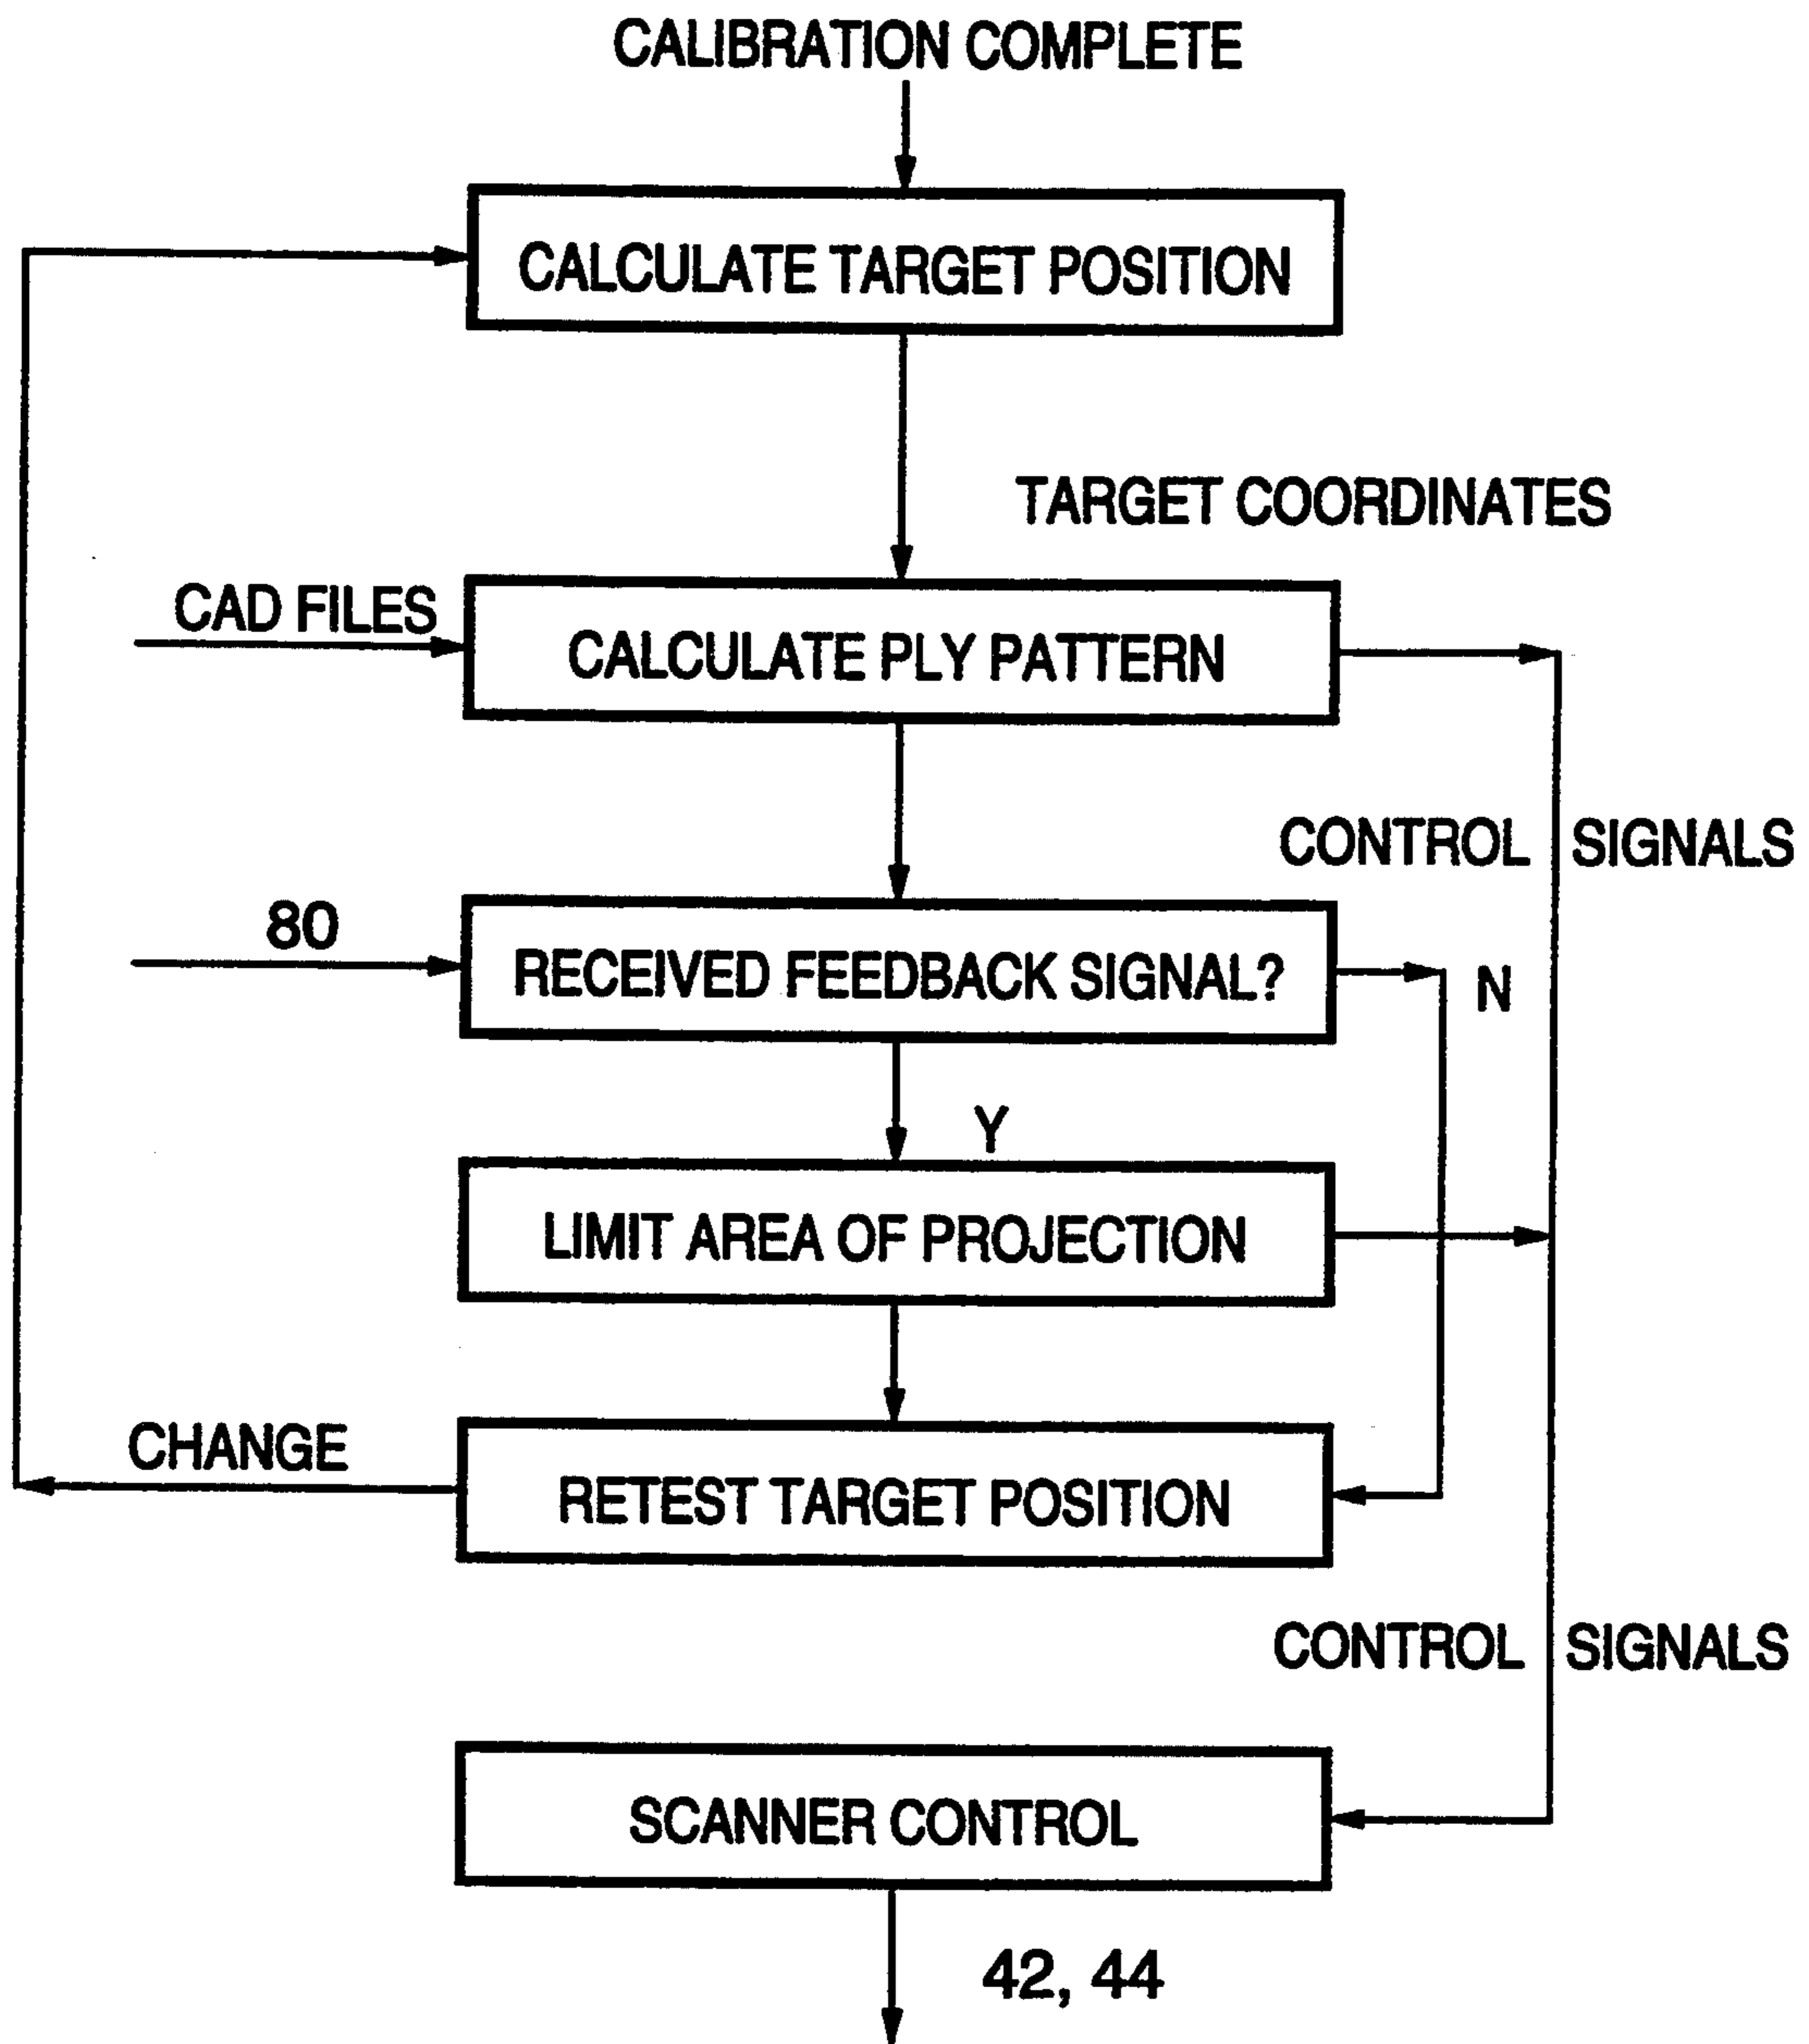 CALIBRATION COMPLETE
CALCULATE TARGET POSITION
TARGET COORDINATES
CAD FILES
CALCULATE PLY PATTERN
CONTROL SIGNALS
80
RECEIVED FEEDBACK SIGNAL?
N
Y
LIMIT AREA OF PROJECTION
CHANGE
RETEST TARGET POSITION
CONTROL SIGNALS
SCANNER CONTROL
42, 44